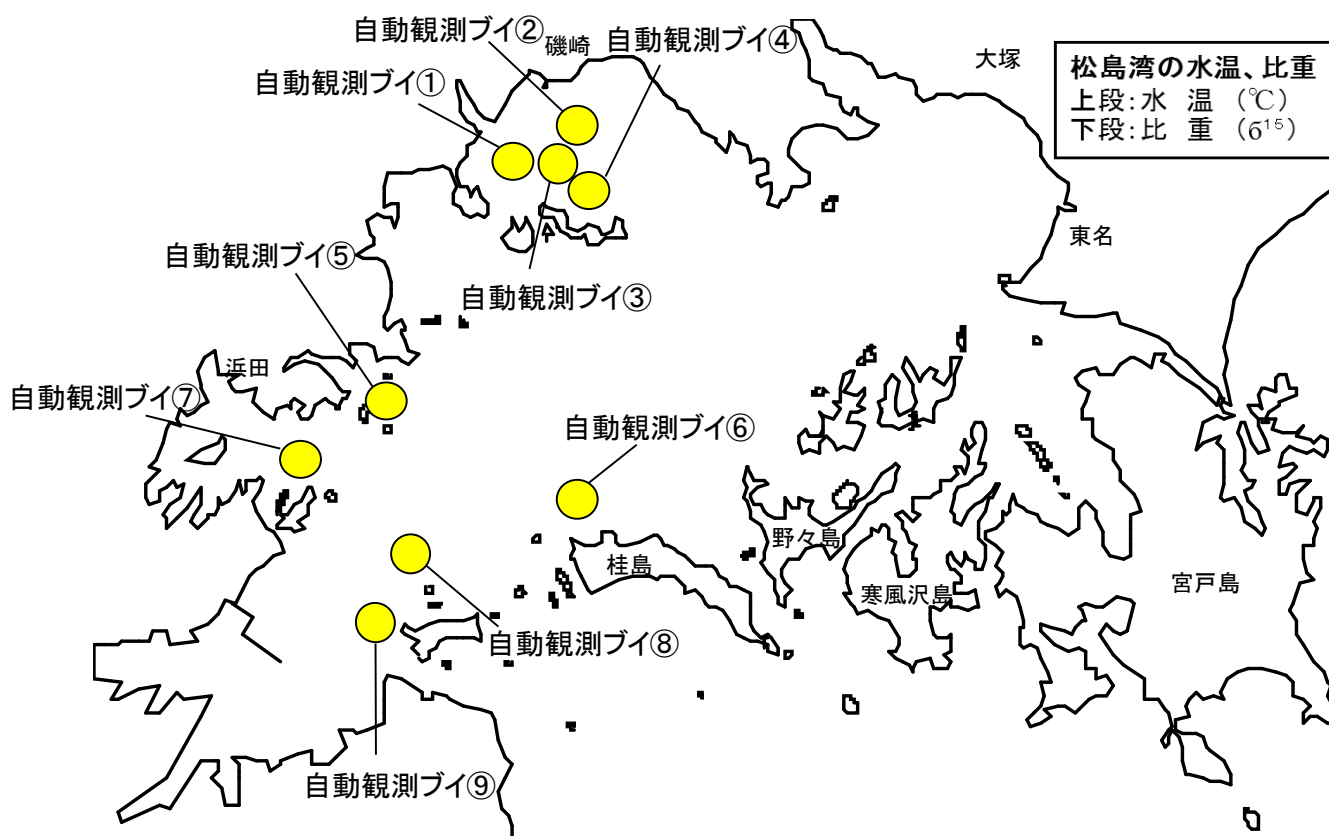 自動観測ブイ②
磯崎
自動観測ブイ④
大塚
松島湾の水温、比重
上段:水 温 (℃)
下段:比 重 (σ¹⁵)
自動観測ブイ①
東名
自動観測ブイ⑤
自動観測ブイ③
浜田
自動観測ブイ⑦
自動観測ブイ⑥
野々島
桂島
寒風沢島
宮戸島
自動観測ブイ⑧
自動観測ブイ⑨